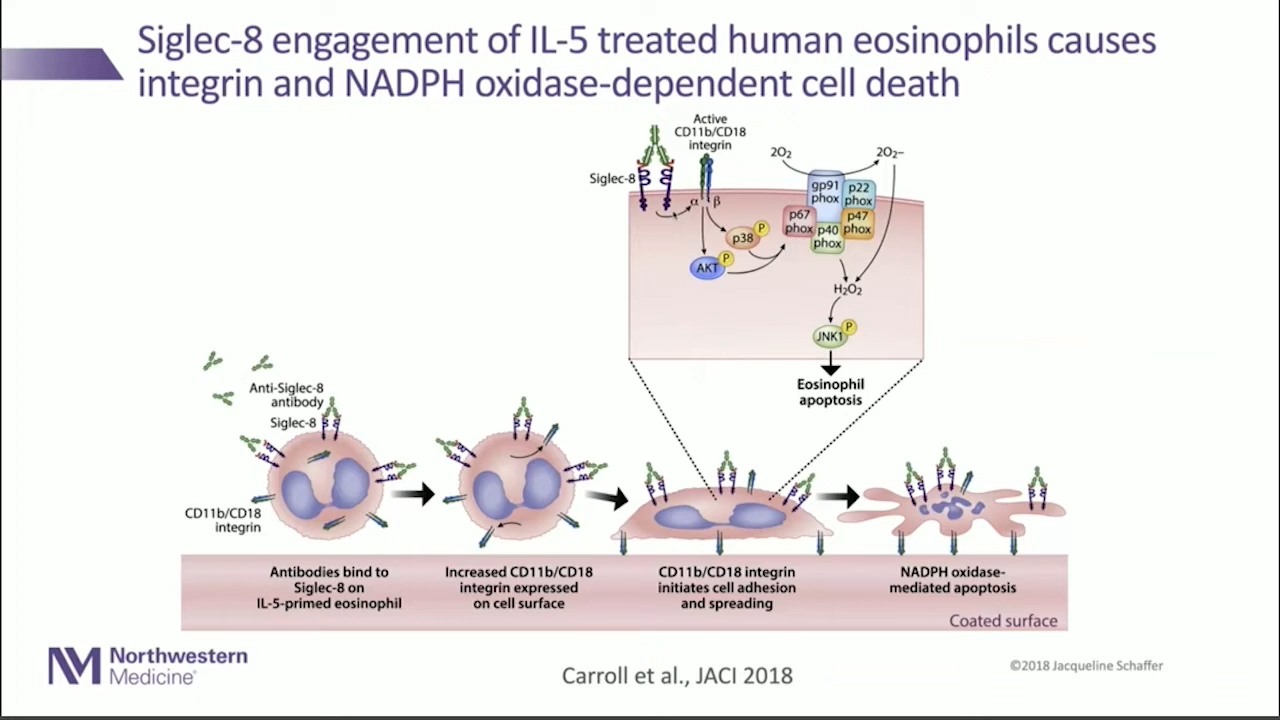 Siglec-8 engagement of IL-5 treated human eosinophils causes
integrin and NADPH oxidase-dependent cell death
Active
CD11b/CD18
integrin
Siglec-8
α
β
2O₂
2O₂–
gp91
phox
p22
phox
p67
phox
p47
phox
p40
phox
p38
P
AKT
P
H₂O₂
JNK1
P
Eosinophil
apoptosis
Anti-Siglec-8
antibody
Siglec-8
CD11b/CD18
integrin
Antibodies bind to
Siglec-8 on
IL-5-primed eosinophil
Increased CD11b/CD18
integrin expressed
on cell surface
CD11b/CD18 integrin
initiates cell adhesion
and spreading
NADPH oxidase-
mediated apoptosis
Coated surface
Northwestern
Medicine®
Carroll et al., JACI 2018
©2018 Jacqueline Schaffer